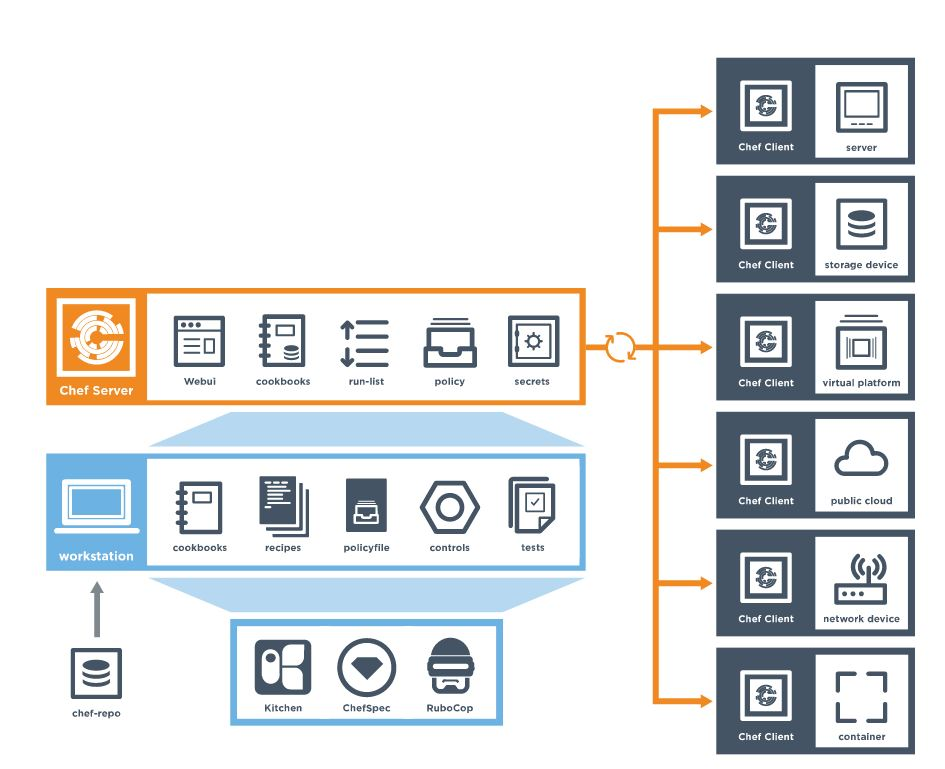 Chef Server
Webui
cookbooks
run-list
policy
secrets
workstation
cookbooks
recipes
policyfile
controls
tests
chef-repo
Kitchen
ChefSpec
RuboCop
Chef Client
server
Chef Client
storage device
Chef Client
virtual platform
Chef Client
public cloud
Chef Client
network device
Chef Client
container